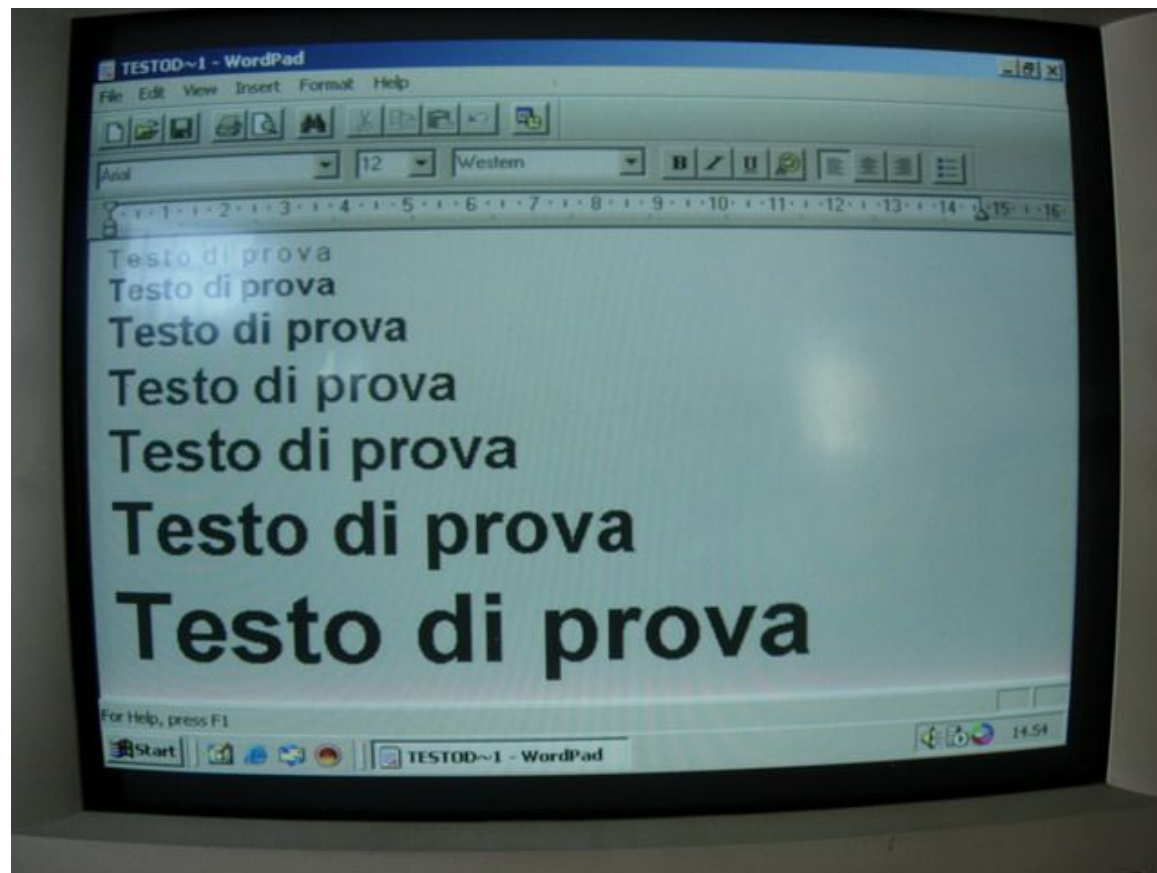 TESTOD~1 - WordPad
File Edit View Insert Format Help
Arial 12 Western B I U
1 2 3 4 5 6 7 8 9 10 11 12 13 14 15 16
Testo di prova
Testo di prova
Testo di prova
Testo di prova
Testo di prova
Testo di prova
Testo di prova
For Help, press F1
Start TESTOD~1 - WordPad 14.54